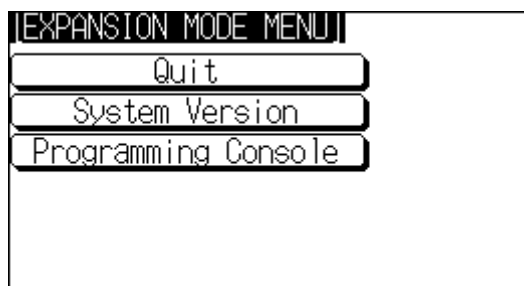 [EXPANSION MODE MENU]
Quit
System Version
Programming Console